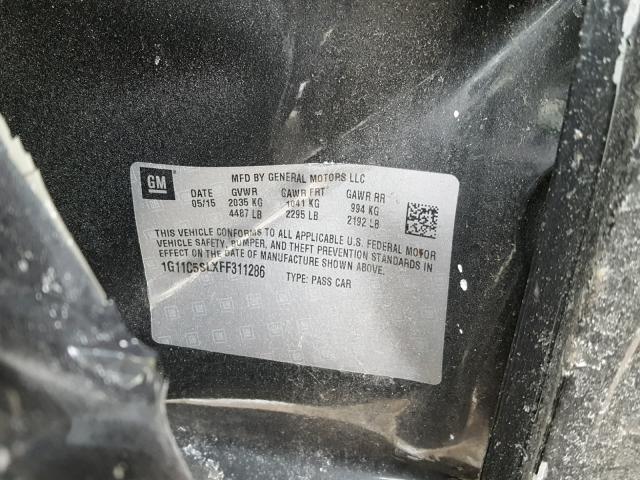 GM
MFD BY GENERAL MOTORS LLC
DATE GVWR GAWR FRT GAWR RR
05/15 2035 KG 1041 KG 994 KG
4487 LB 2295 LB 2192 LB
THIS VEHICLE CONFORMS TO ALL APPLICABLE U.S. FEDERAL MOTOR
VEHICLE SAFETY, BUMPER, AND THEFT PREVENTION STANDARDS IN
EFFECT ON THE DATE OF MANUFACTURE SHOWN ABOVE.
1G11C5SLXFF311286 TYPE: PASS CAR